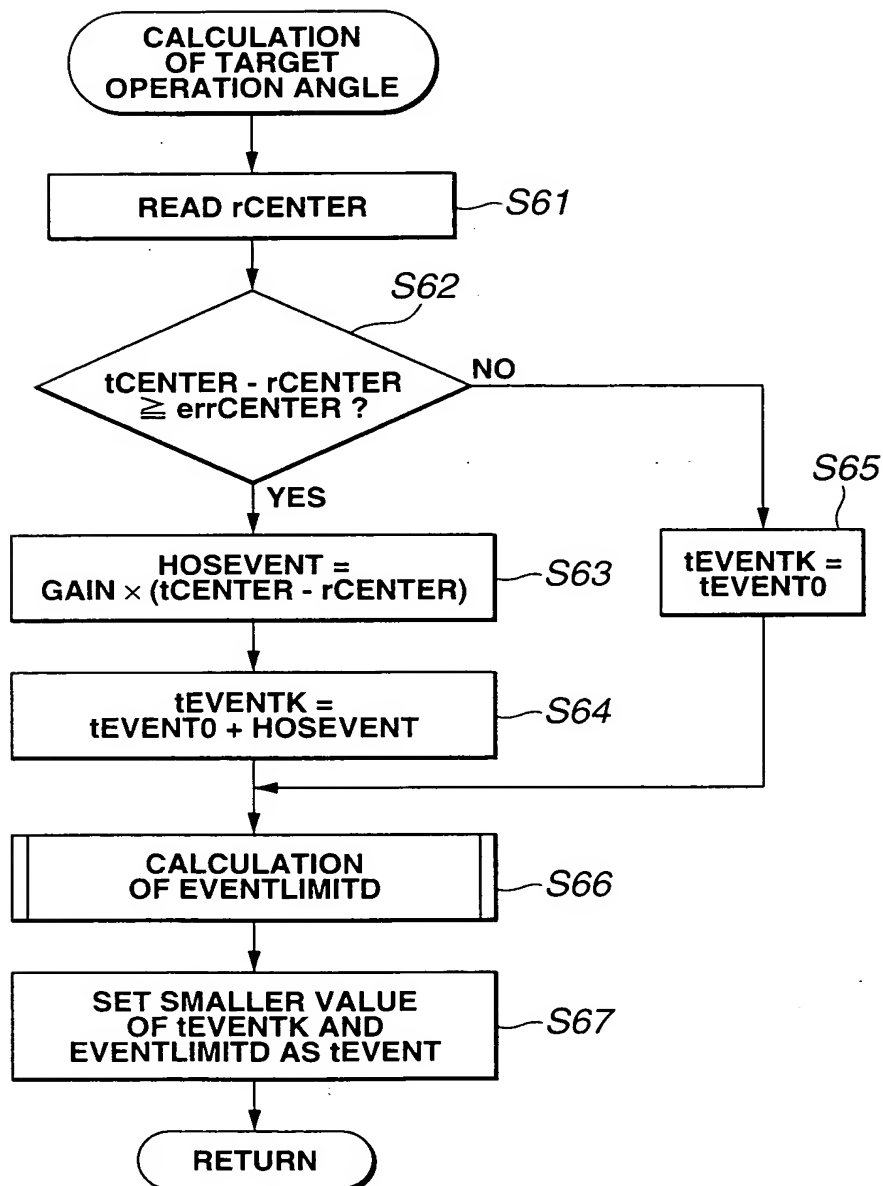 CALCULATION
OF TARGET
OPERATION ANGLE
READ rCENTER
S61
S62
tCENTER - rCENTER
≧ errCENTER ?
NO
YES
S65
HOSEVENT =
GAIN × (tCENTER - rCENTER)
S63
tEVENTK =
tEVENT0
tEVENTK =
tEVENT0 + HOSEVENT
S64
CALCULATION
OF EVENTLIMITD
S66
SET SMALLER VALUE
OF tEVENTK AND
EVENTLIMITD AS tEVENT
S67
RETURN